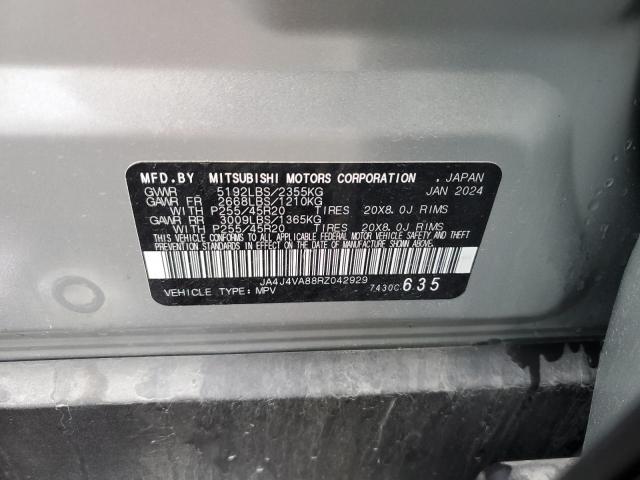 MFD.BY MITSUBISHI MOTORS CORPORATION . JAPAN
GVWR 5192LBS/2355KG JAN 2024
GAWR FR 2668LBS/1210KG
WITH P255/45R20 TIRES 20X8.0J RIMS
GAWR RR 3009LBS/1365KG
WITH P255/45R20 TIRES 20X8.0J RIMS
THIS VEHICLE CONFORMS TO ALL APPLICABLE FEDERAL MOTOR VEHICLE SAFETY, BUMPER, AND THEFT
PREVENTION STANDARDS IN EFFECT ON THE DATE OF MANUFACTURE SHOWN ABOVE.
JA4J4VA88RZ042929
VEHICLE TYPE: MPV 7430C 635